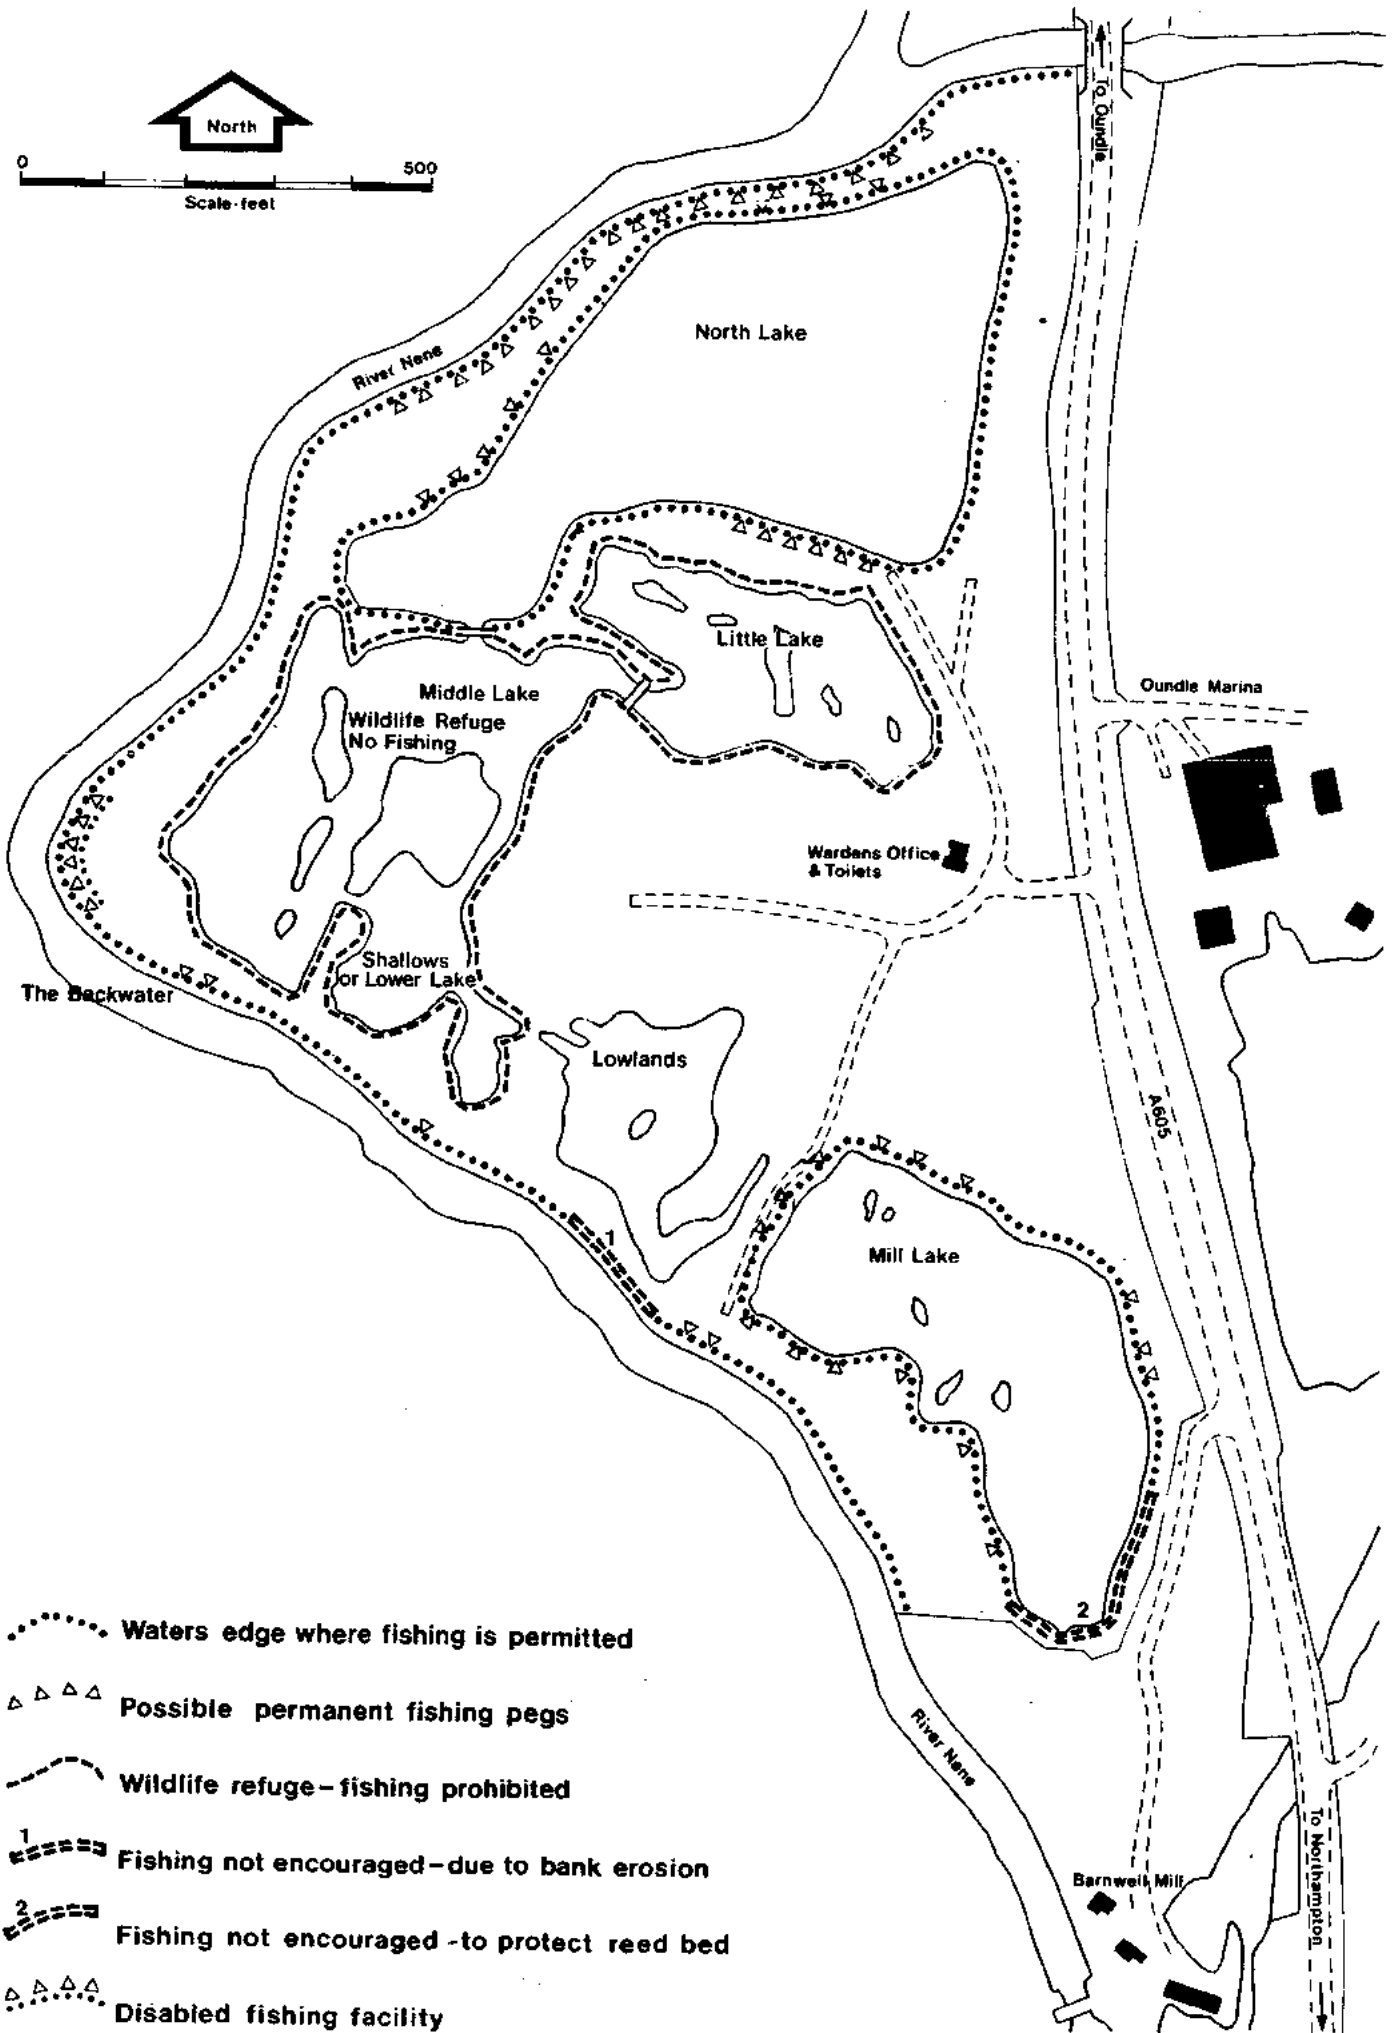 North
0 500
Scale-feet
To Oundle
North Lake
River Nene
Little Lake
Middle Lake
Wildlife Refuge
No Fishing
Oundle Marina
Wardens Office
& Toilets
Shallows
or Lower Lake
The Backwater
Lowlands
A605
1
Mill Lake
2
River Nene
To Northampton
Barnwell Mill
Waters edge where fishing is permitted
Possible permanent fishing pegs
Wildlife refuge-fishing prohibited
1
Fishing not encouraged-due to bank erosion
2
Fishing not encouraged -to protect reed bed
Disabled fishing facility